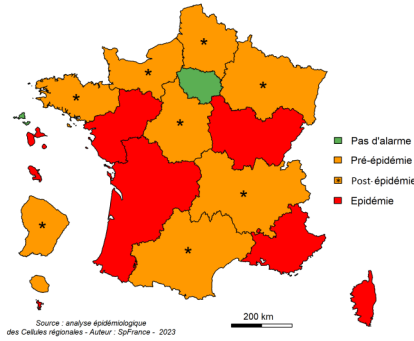 Pas d'alarme
Pré-épidémie
Post-épidémie
Epidémie
200 km
Source : analyse épidémiologique
des Cellules régionales - Auteur : SpFrance - 2023